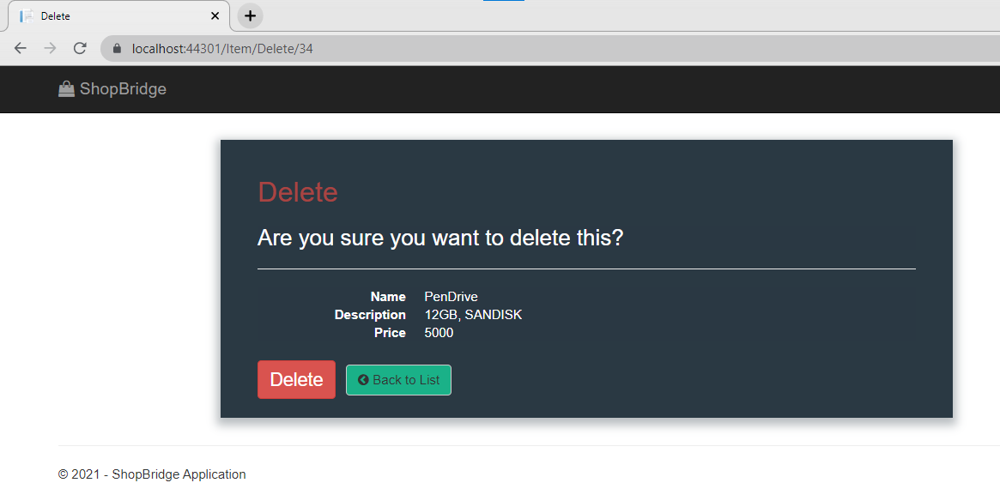 Delete
localhost:44301/Item/Delete/34
ShopBridge
Delete
Are you sure you want to delete this?
Name PenDrive
Description 12GB, SANDISK
Price 5000
Delete Back to List
© 2021 - ShopBridge Application